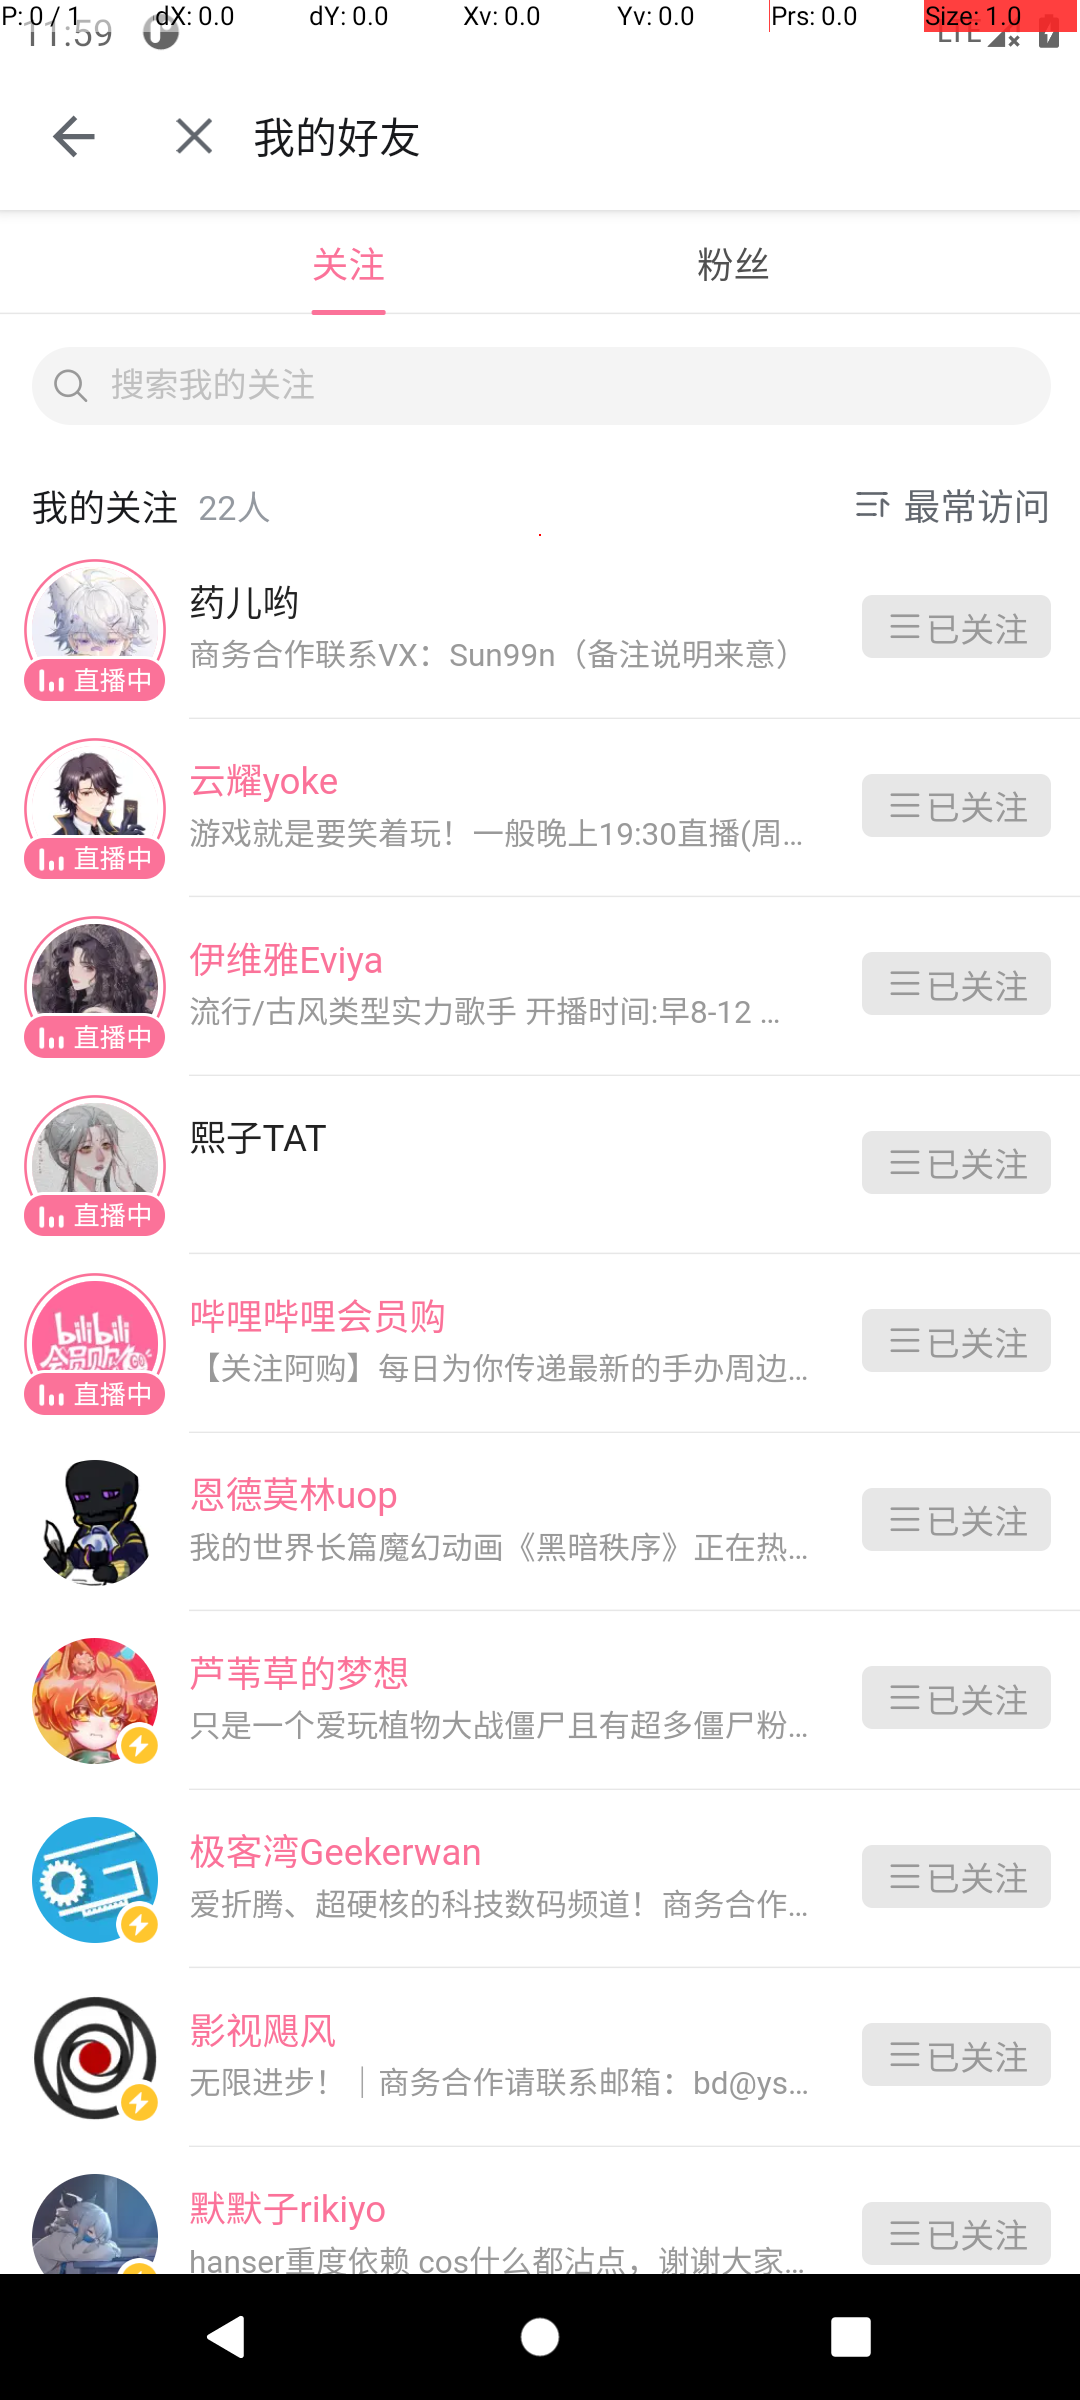 P: 0 / 1 dX: 0.0 dY: 0.0 Xv: 0.0 Yv: 0.0 Prs: 0.0 Size: 1.0
11:59 LTE
我的好友
关注 粉丝
搜索我的关注
我的关注 22人 最常访问
药儿哟
商务合作联系VX：Sun99n（备注说明来意）
已关注
直播中
云耀yoke
游戏就是要笑着玩！一般晚上19:30直播(周...
已关注
直播中
伊维雅Eviya
流行/古风类型实力歌手 开播时间:早8-12 ...
已关注
直播中
熙子TAT
已关注
直播中
哔哩哔哩会员购
【关注阿购】每日为你传递最新的手办周边...
已关注
bilibili
会员购GO
直播中
恩德莫林uop
我的世界长篇魔幻动画《黑暗秩序》正在热...
已关注
芦苇草的梦想
只是一个爱玩植物大战僵尸且有超多僵尸粉...
已关注
极客湾Geekerwan
爱折腾、超硬核的科技数码频道！商务合作...
已关注
影视飓风
无限进步！｜商务合作请联系邮箱：bd@ys...
已关注
默默子rikiyo
hanser重度依赖 cos什么都沾点，谢谢大家...
已关注